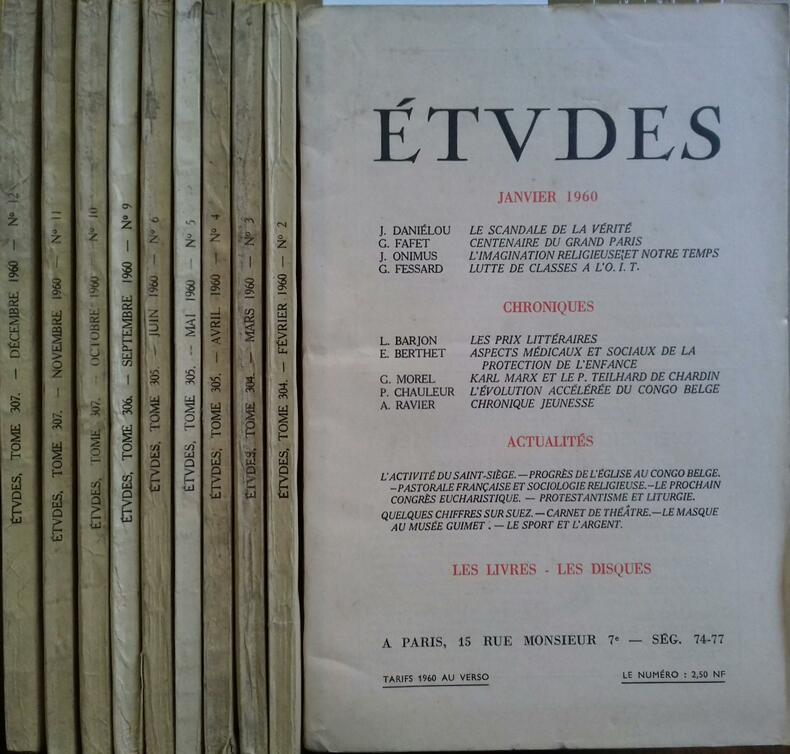 ÉTVDES, TOME 307. — DÉCEMBRE 1960 — Nº 12
ÉTVDES, TOME 307. — NOVEMBRE 1960 — Nº 11
ÉTVDES, TOME 307. — OCTOBRE 1960 — Nº 10
ÉTVDES, TOME 306. — SEPTEMBRE 1960 — Nº 9
ÉTVDES, TOME 305. — JUIN 1960 — Nº 6
ÉTVDES, TOME 305. — MAI 1960 — Nº 5
ÉTVDES, TOME 305. — AVRIL 1960 — Nº 4
ÉTVDES, TOME 304. — MARS 1960 — Nº 3
ÉTVDES, TOME 304. — FÉVRIER 1960 — Nº 2
ÉTVDES
JANVIER 1960
J. DANIÉLOU LE SCANDALE DE LA VÉRITÉ
G. FAFET CENTENAIRE DU GRAND PARIS
J. ONIMUS L'IMAGINATION RELIGIEUSE ET NOTRE TEMPS
G. FESSARD LUTTE DE CLASSES A L'O. I. T.
CHRONIQUES
L. BARJON LES PRIX LITTÉRAIRES
E. BERTHET ASPECTS MÉDICAUX ET SOCIAUX DE LA
PROTECTION DE L'ENFANCE
G. MOREL KARL MARX ET LE P. TEILHARD DE CHARDIN
P. CHAULEUR L'ÉVOLUTION ACCÉLÉRÉE DU CONGO BELGE
A. RAVIER CHRONIQUE JEUNESSE
ACTUALITÉS
L'ACTIVITÉ DU SAINT-SIÈGE. — PROGRÈS DE L'ÉGLISE AU CONGO BELGE.
—PASTORALE FRANÇAISE ET SOCIOLOGIE RELIGIEUSE.—LE PROCHAIN
CONGRÈS EUCHARISTIQUE. — PROTESTANTISME ET LITURGIE.
QUELQUES CHIFFRES SUR SUEZ. — CARNET DE THÉÂTRE.—LE MASQUE
AU MUSÉE GUIMET . — LE SPORT ET L'ARGENT.
LES LIVRES - LES DISQUES
A PARIS, 15 RUE MONSIEUR 7e — SÉG. 74-77
TARIFS 1960 AU VERSO LE NUMÉRO : 2,50 NF